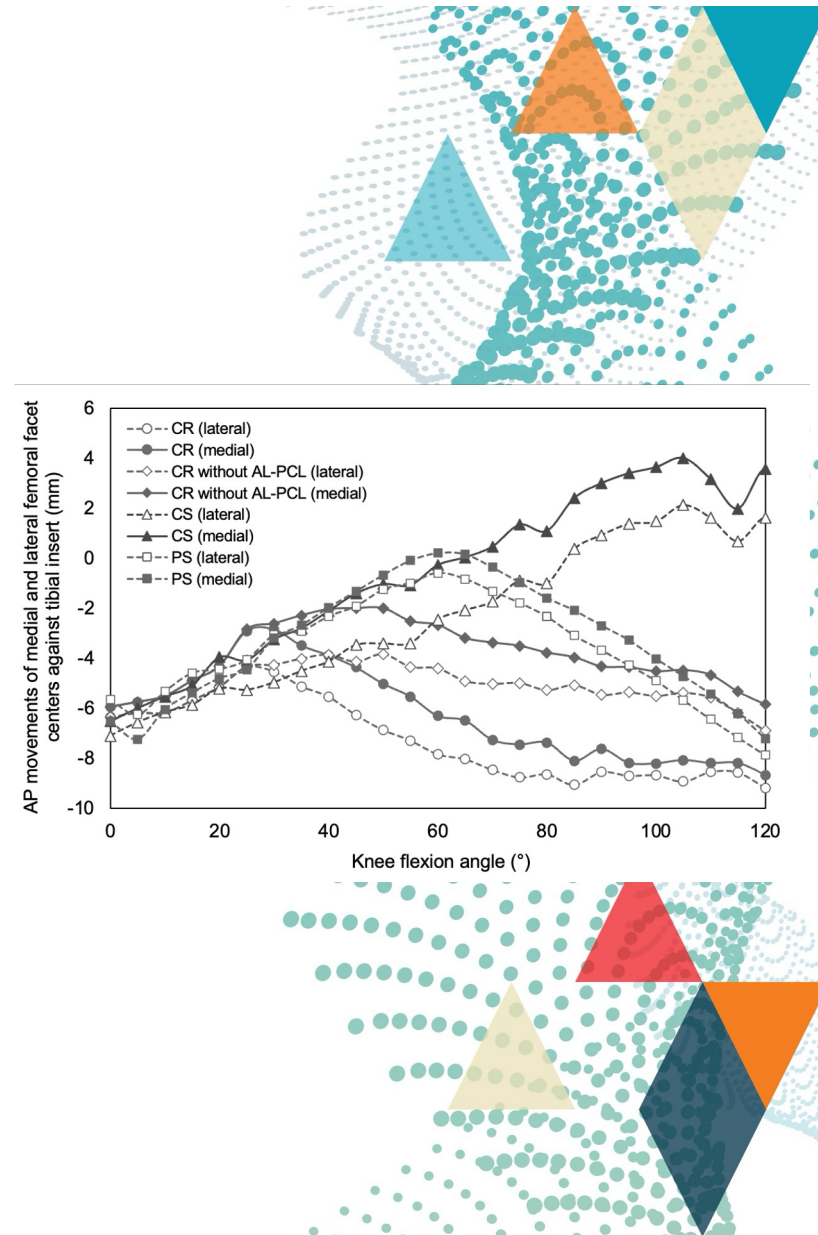 6
4
2
0
-2
-4
-6
-8
-10
AP movements of medial and lateral femoral facet
centers against tibial insert (mm)
CR (lateral)
CR (medial)
CR without AL-PCL (lateral)
CR without AL-PCL (medial)
CS (lateral)
CS (medial)
PS (lateral)
PS (medial)
0 20 40 60 80 100 120
Knee flexion angle (°)